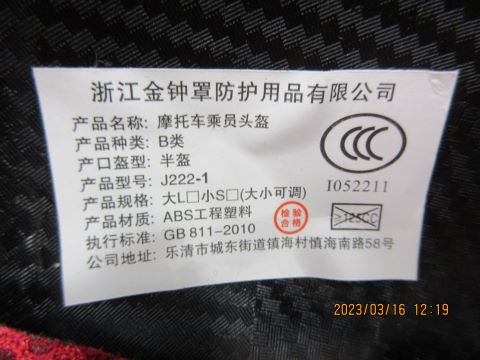 浙江金钟罩防护用品有限公司
产品名称: 摩托车乘员头盔
产品种类: B类
产口盔型: 半盔
产品型号: J222-1
产品规格: 大L□小S□(大小可调)
产品材质: ABS工程塑料
执行标准: GB 811-2010
公司地址: 乐清市城东街道镇海村慎海南路58号
CCC
I052211
检验
合格
≥125CC
2023/03/16 12:19